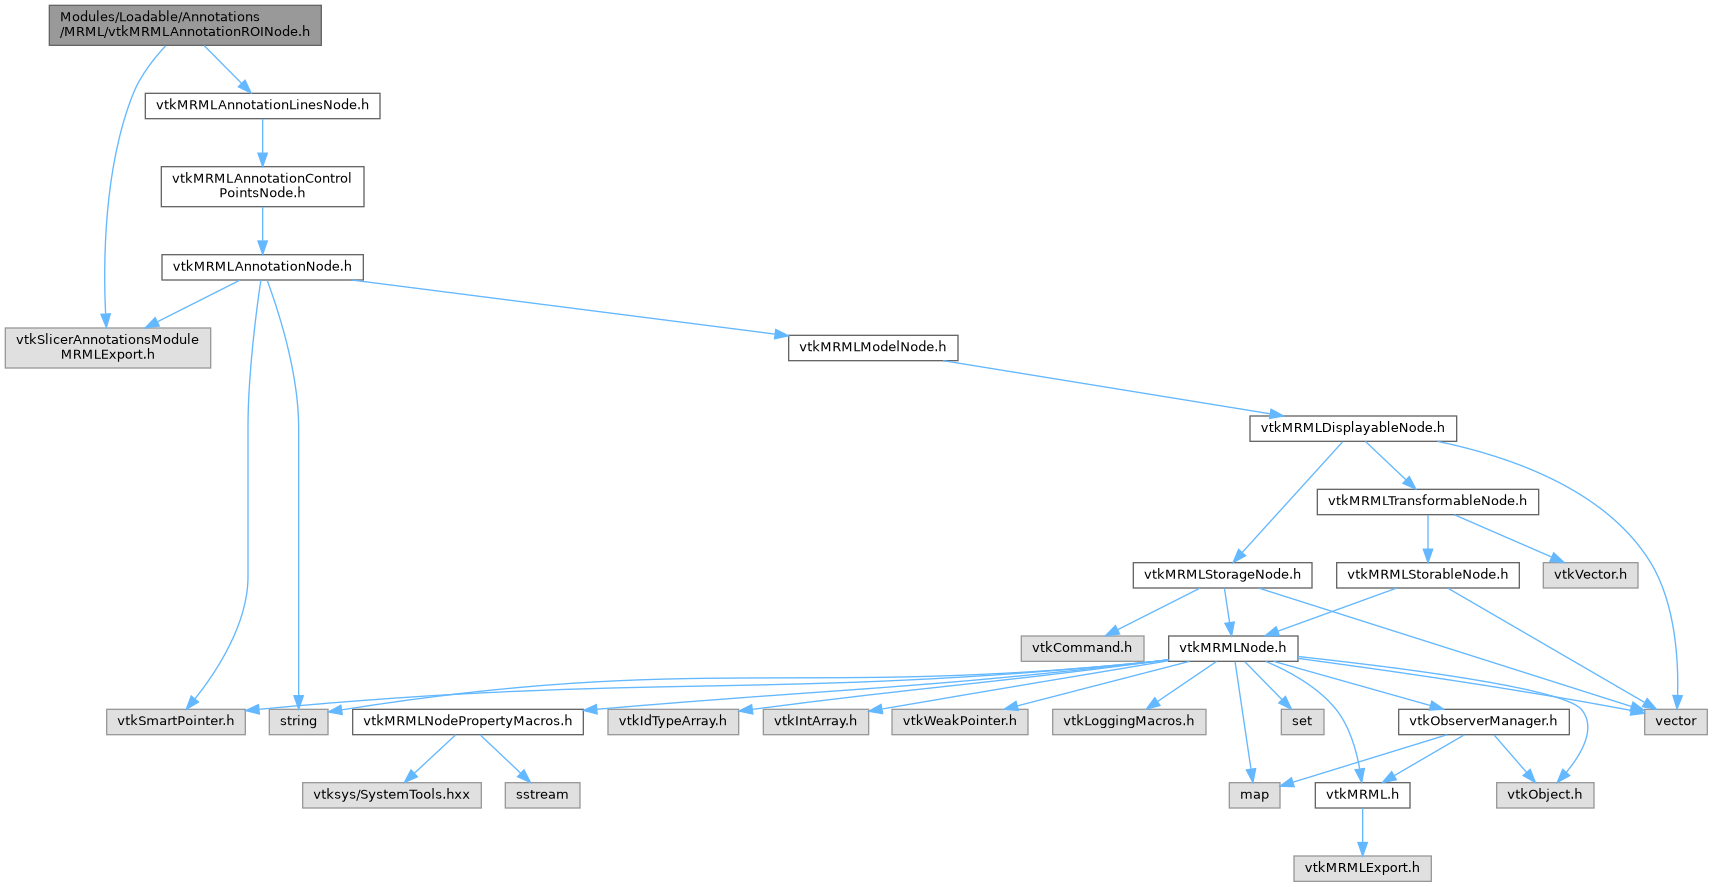 Modules/Loadable/Annotations
/MRML/vtkMRMLAnnotationROINode.h
vtkMRMLAnnotationLinesNode.h
vtkMRMLAnnotationControl
PointsNode.h
vtkMRMLAnnotationNode.h
vtkSlicerAnnotationsModule
MRMLExport.h
vtkMRMLModelNode.h
vtkMRMLDisplayableNode.h
vtkMRMLTransformableNode.h
vtkMRMLStorageNode.h
vtkMRMLStorableNode.h
vtkVector.h
vtkCommand.h
vtkMRMLNode.h
vtkSmartPointer.h
string
vtkMRMLNodePropertyMacros.h
vtkIdTypeArray.h
vtkIntArray.h
vtkWeakPointer.h
vtkLoggingMacros.h
set
vtkObserverManager.h
vector
vtksys/SystemTools.hxx
sstream
map
vtkMRML.h
vtkObject.h
vtkMRMLExport.h